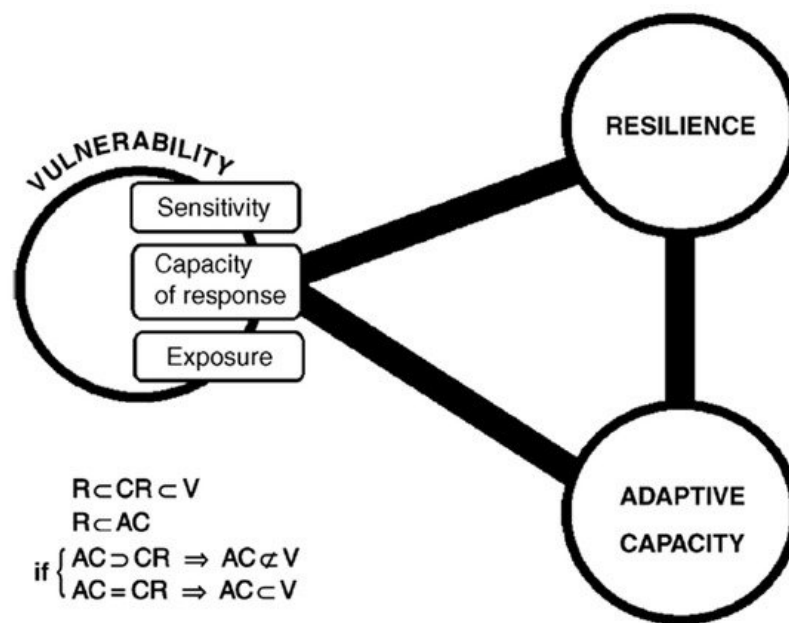 VULNERABILITY
Sensitivity
Capacity
of response
Exposure
RESILIENCE
ADAPTIVE
CAPACITY
R⊂CR⊂V
R⊂AC
if { AC⊃CR ⇒ AC⊄V
AC=CR ⇒ AC⊂V